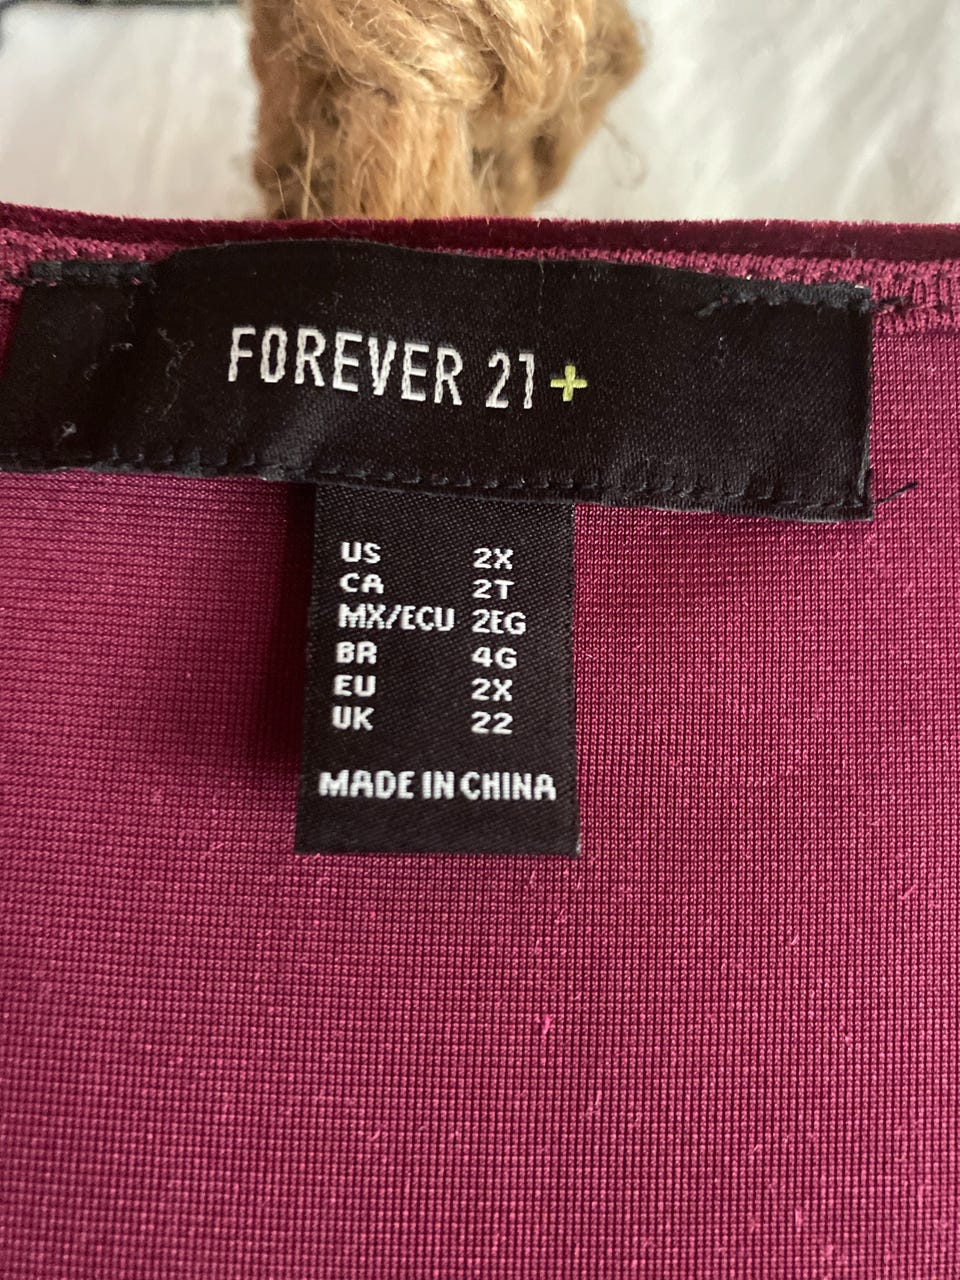 FOREVER 21+
US 2X
CA 2T
MX/ECU 2EG
BR 4G
EU 2X
UK 22
MADE IN CHINA